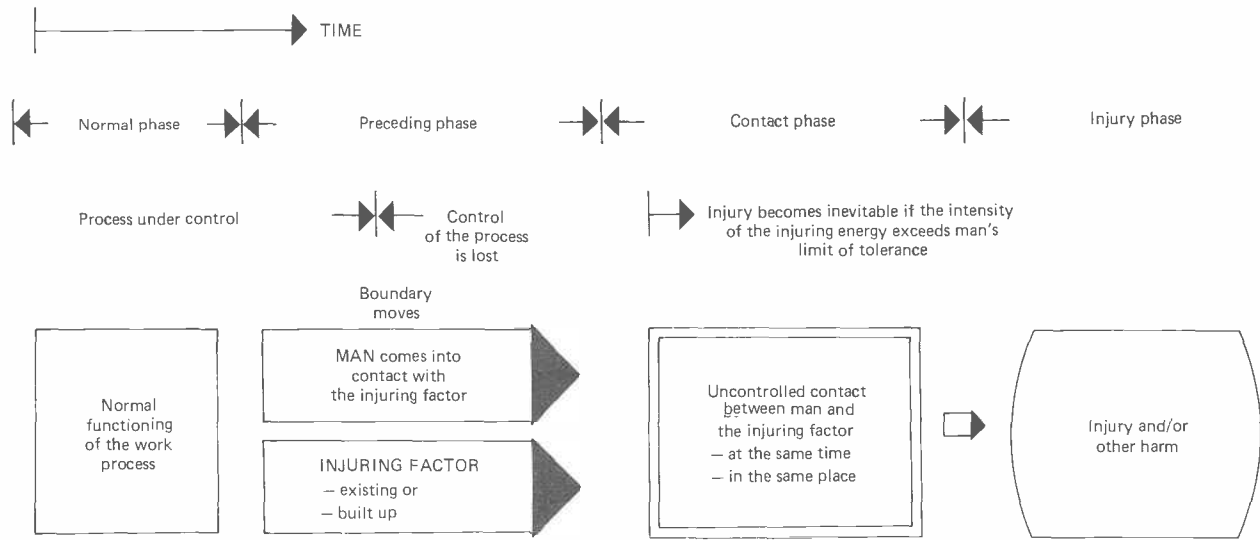 TIME
Normal phase
Preceding phase
Contact phase
Injury phase
Process under control
Control
of the process
is lost
Injury becomes inevitable if the intensity
of the injuring energy exceeds man's
limit of tolerance
Boundary
moves
Normal
functioning
of the work
process
MAN comes into
contact with
the injuring factor
INJURING FACTOR
— existing or
— built up
Uncontrolled contact
between man and
the injuring factor
— at the same time
— in the same place
Injury and/or
other harm